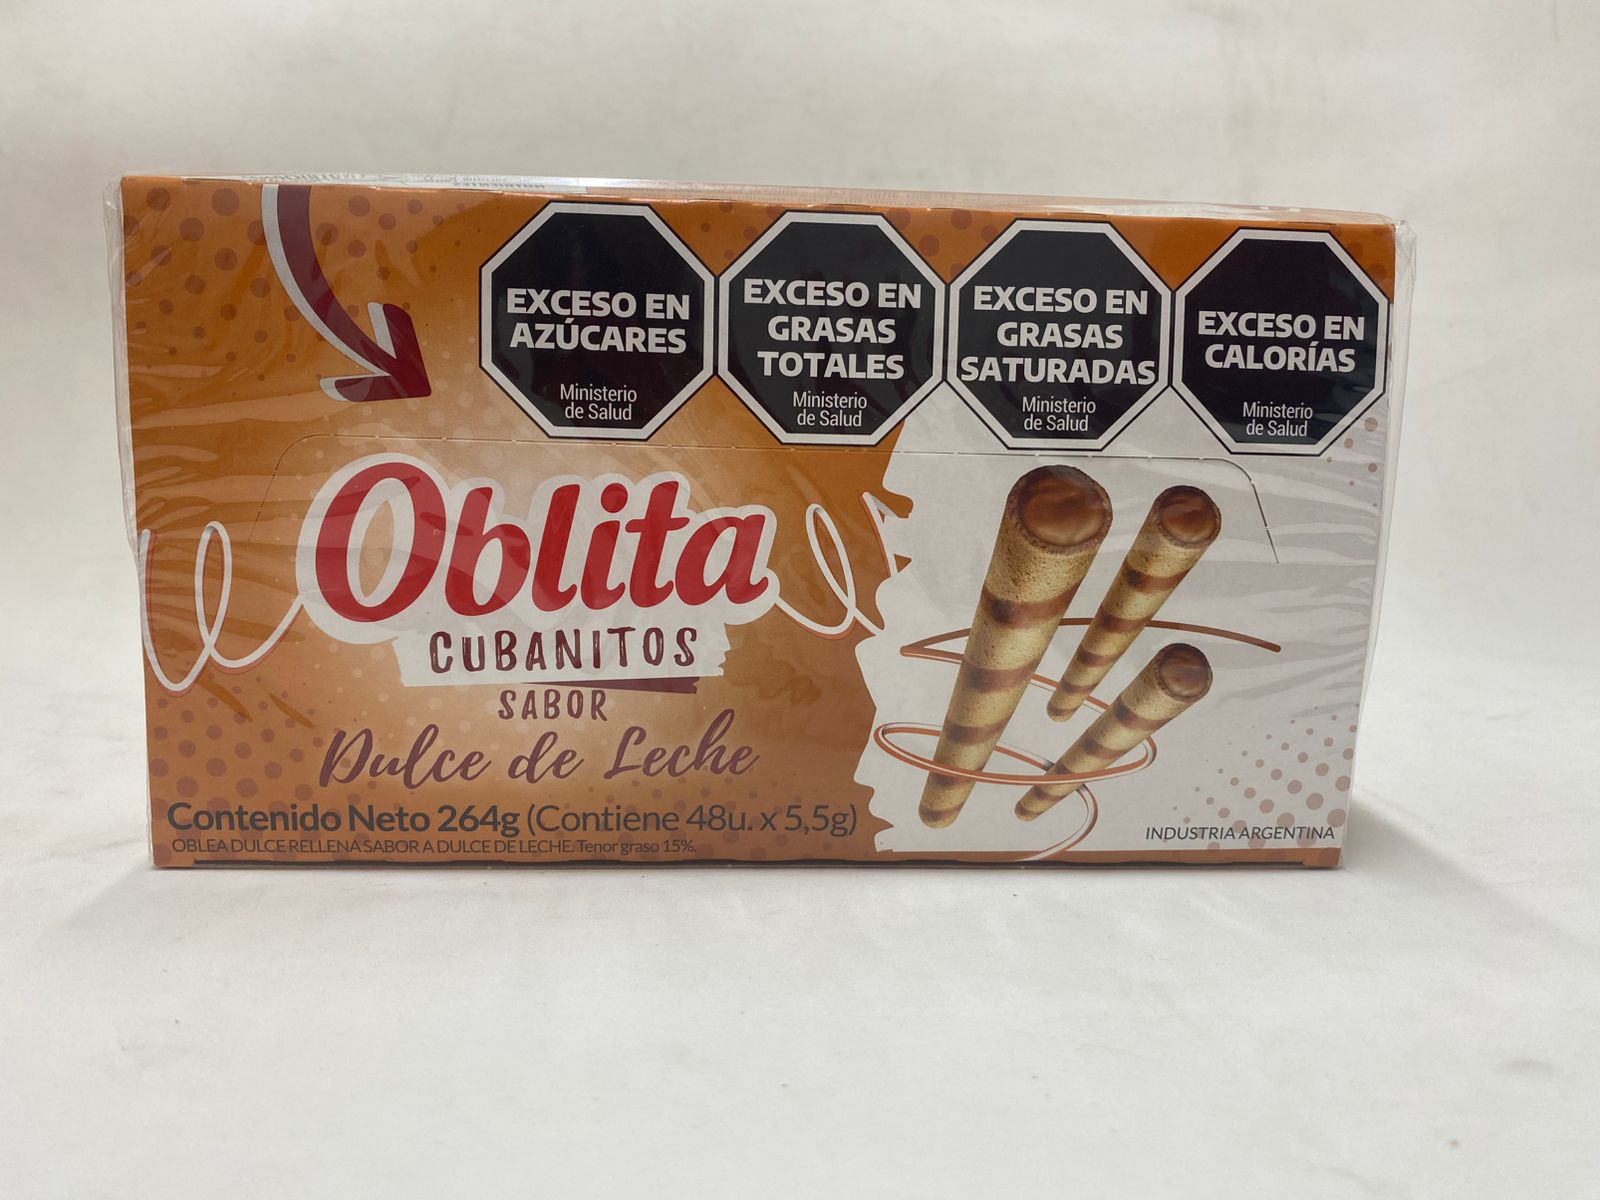 EXCESO EN
AZÚCARES
Ministerio
de Salud
EXCESO EN
GRASAS
TOTALES
Ministerio
de Salud
EXCESO EN
GRASAS
SATURADAS
Ministerio
de Salud
EXCESO EN
CALORÍAS
Ministerio
de Salud
Oblita
CUBANITOS
SABOR
Dulce de Leche
Contenido Neto 264g (Contiene 48u. x 5,5g)
OBLEA DULCE RELLENA SABOR A DULCE DE LECHE. Tenor graso 15%.
INDUSTRIA ARGENTINA